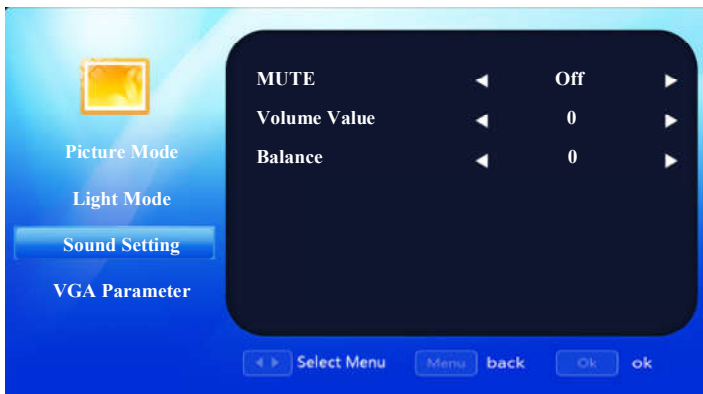 Picture Mode
Light Mode
Sound Setting
VGA Parameter
MUTE ◀ Off ▶
Volume Value ◀ 0 ▶
Balance ◀ 0 ▶
◀ ▶ Select Menu Menu back Ok ok